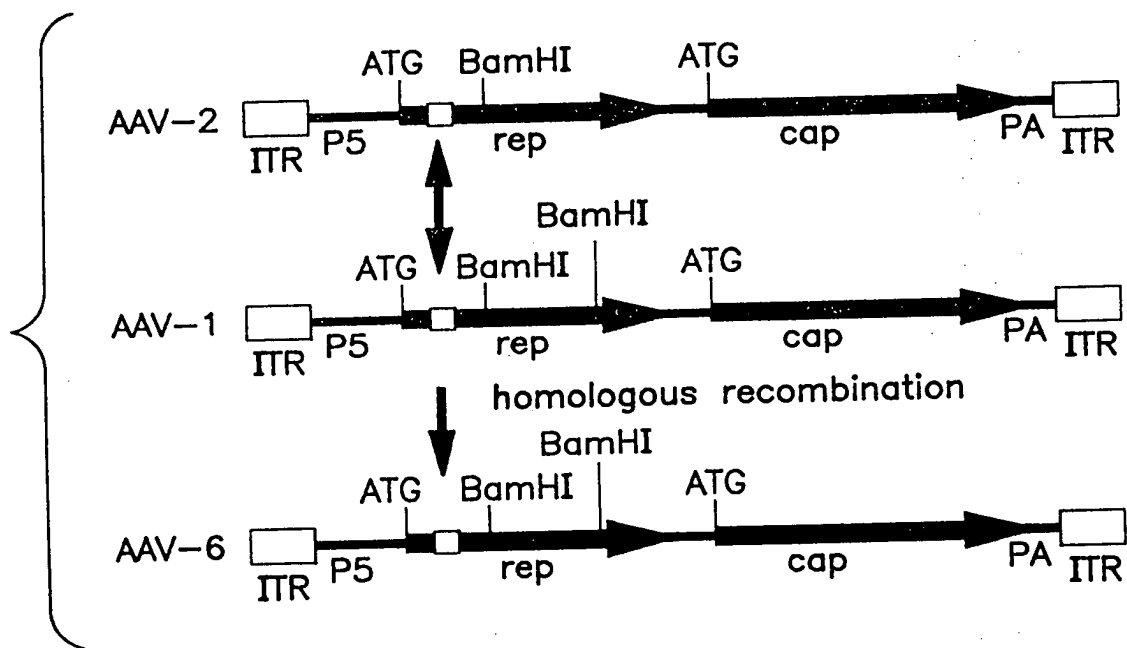 ATG BamHI ATG
AAV-2
ITR P5 rep cap PA ITR
BamHI
ATG BamHI ATG
AAV-1
ITR P5 rep cap PA ITR
homologous recombination
BamHI
ATG BamHI ATG
AAV-6
ITR P5 rep cap PA ITR